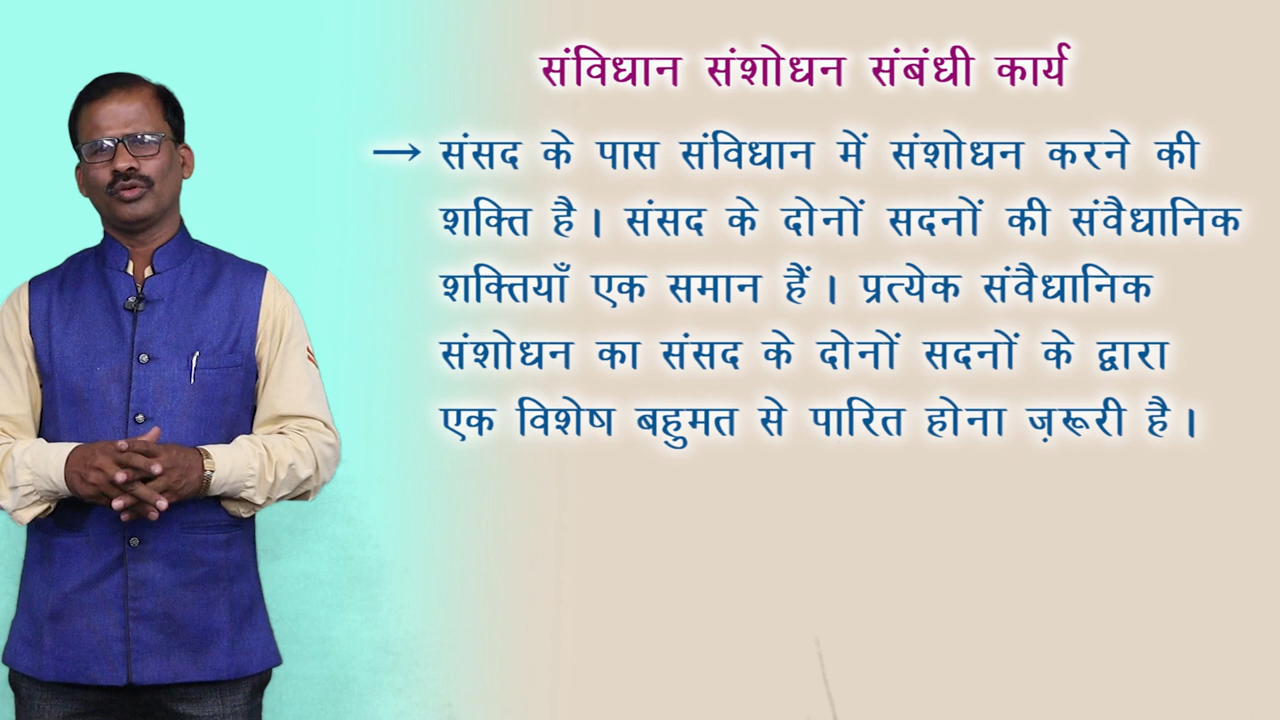 संविधान संशोधन संबंधी कार्य
→ संसद के पास संविधान में संशोधन करने की
शक्ति है। संसद के दोनों सदनों की संवैधानिक
शक्तियाँ एक समान हैं। प्रत्येक संवैधानिक
संशोधन का संसद के दोनों सदनों के द्वारा
एक विशेष बहुमत से पारित होना ज़रूरी है।